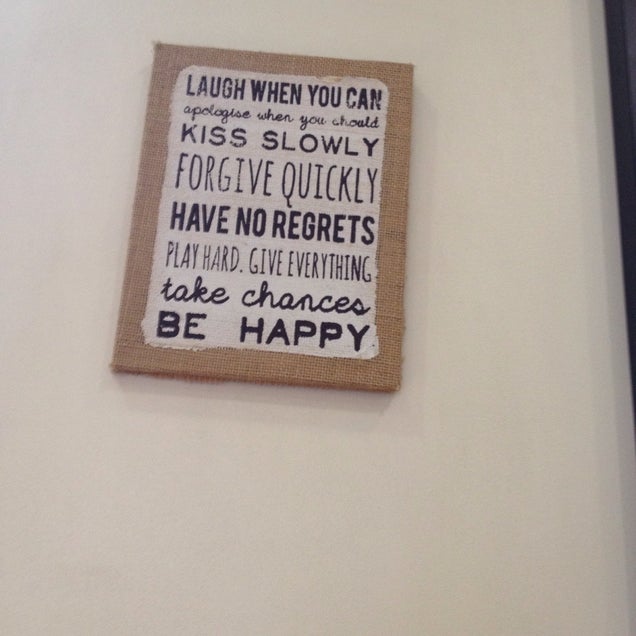 LAUGH WHEN YOU CAN
apologise when you should
KISS SLOWLY
FORGIVE QUICKLY
HAVE NO REGRETS
PLAY HARD. GIVE EVERYTHING
take chances
BE HAPPY